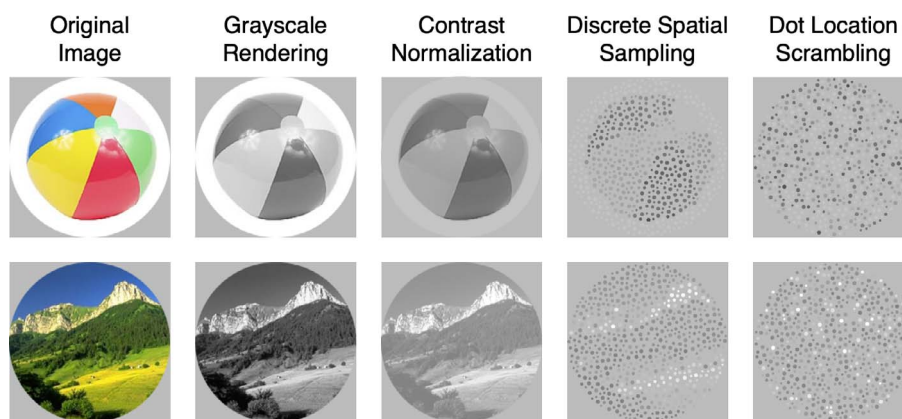 Original
Image
Grayscale
Rendering
Contrast
Normalization
Discrete Spatial
Sampling
Dot Location
Scrambling